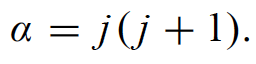 α = j(j + 1).